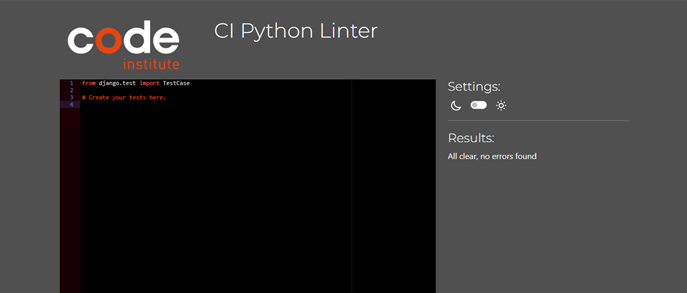 code
institute
CI Python Linter
1 from django.test import TestCase
2
3 # Create your tests here.
4
Settings:
Results:
All clear, no errors found